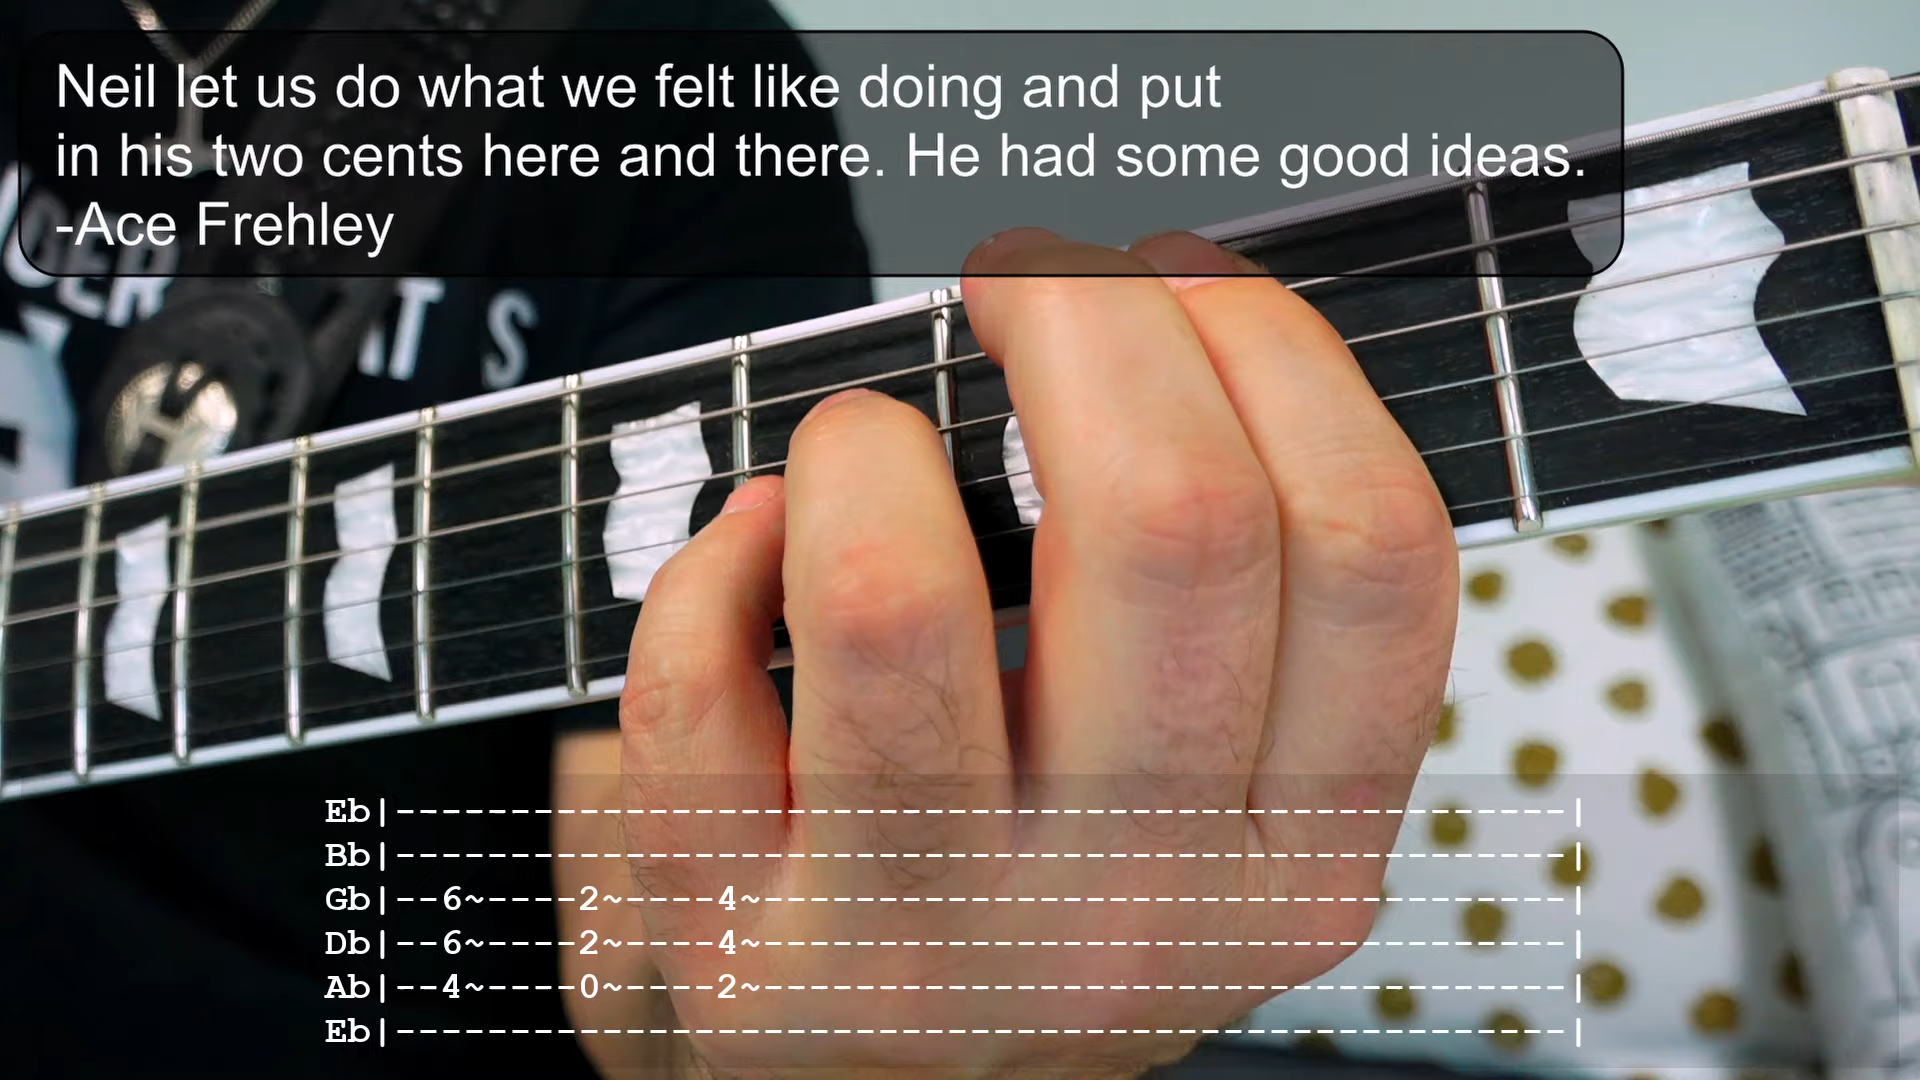 Neil let us do what we felt like doing and put
in his two cents here and there. He had some good ideas.
-Ace Frehley
Eb|---------------------------------------------------|
Bb|---------------------------------------------------|
Gb|--6~----2~----4~-----------------------------------|
Db|--6~----2~----4~-----------------------------------|
Ab|--4~----0~----2~-----------------------------------|
Eb|---------------------------------------------------|